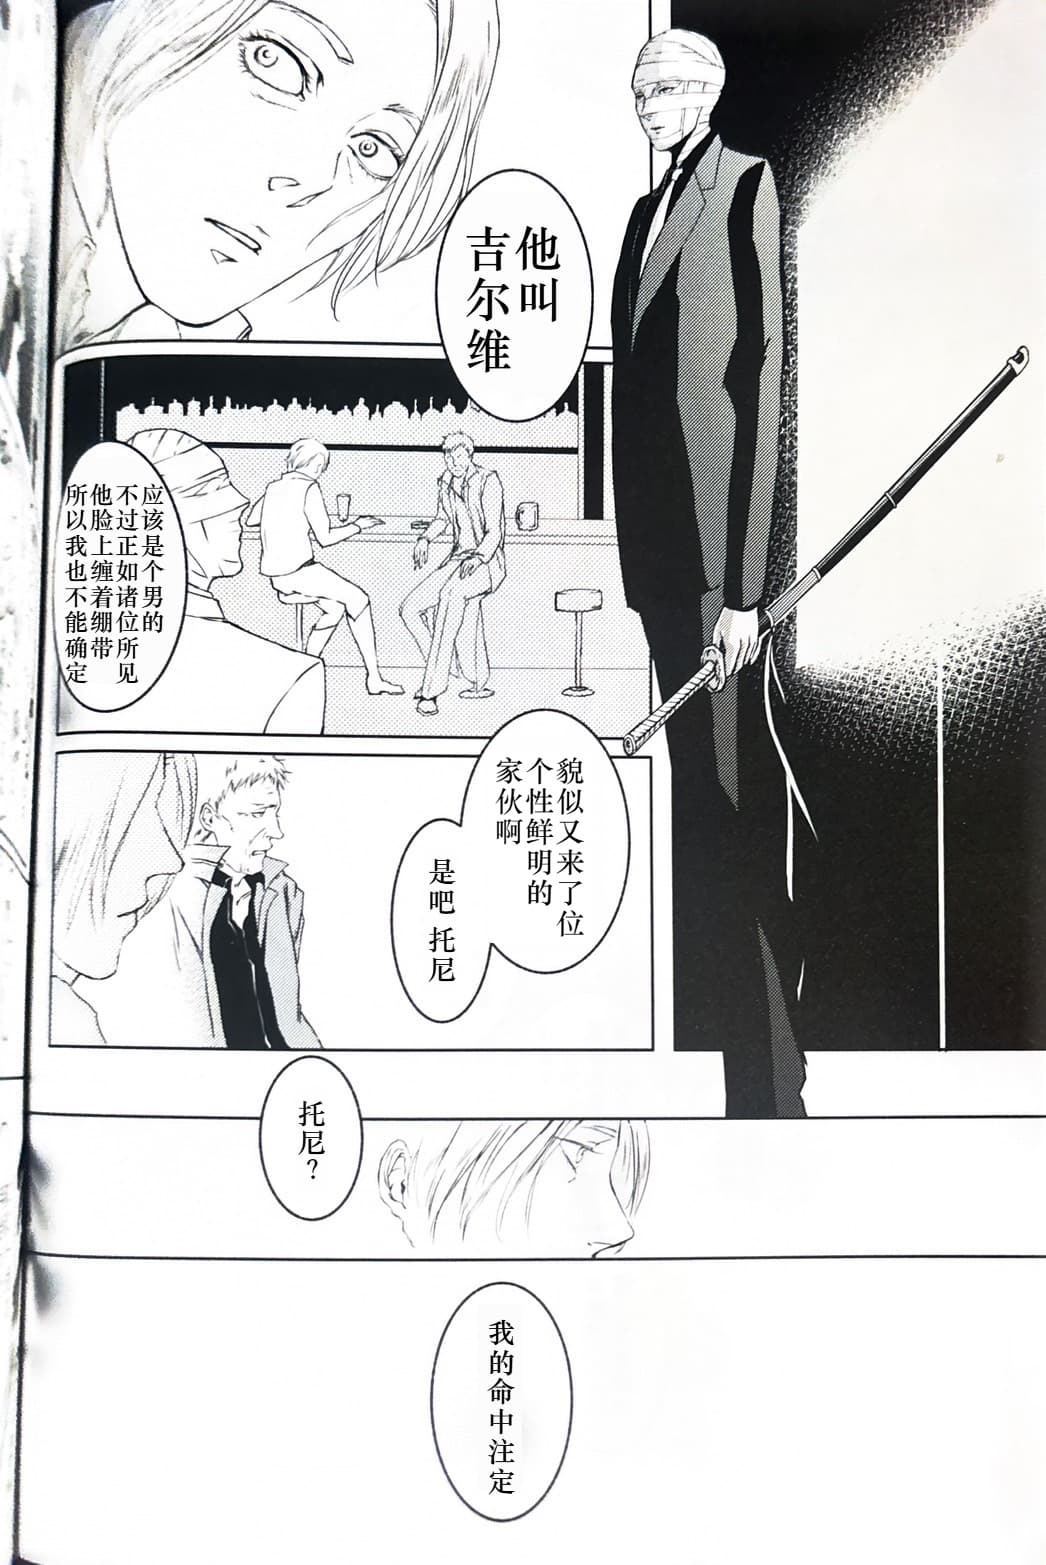 他叫
吉尔维
应该是个男的
不过正如诸位所见
他脸上缠着绷带
所以我也不能确定
貌似又来了位
个性鲜明的
家伙啊
是吧 托尼
托尼?
我的命中注定